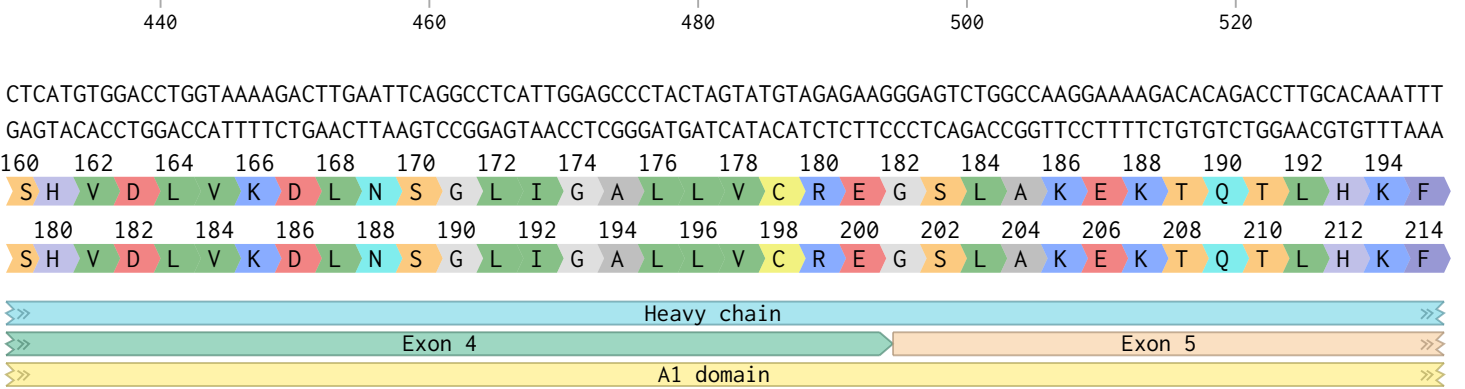 440 460 480 500 520
CTCATGTGGACCTGGTAAAAGACTTGAATTCAGGCCTCATTGGAGCCCTACTAGTATGTAGAGAAGGGAGTCTGGCCAAGGAAAAGACACAGACCTTGCACAAATTT
GAGTACACCTGGACCATTTTCTGAACTTAAGTCCGGAGTAACCTCGGGATGATCATACATCTCTTCCCTCAGACCGGTTCCTTTTCTGTGTCTGGAACGTGTTTAAA
160 162 164 166 168 170 172 174 176 178 180 182 184 186 188 190 192 194
S H V D L V K D L N S G L I G A L L V C R E G S L A K E K T Q T L H K F
180 182 184 186 188 190 192 194 196 198 200 202 204 206 208 210 212 214
S H V D L V K D L N S G L I G A L L V C R E G S L A K E K T Q T L H K F
Heavy chain
Exon 4 Exon 5
A1 domain